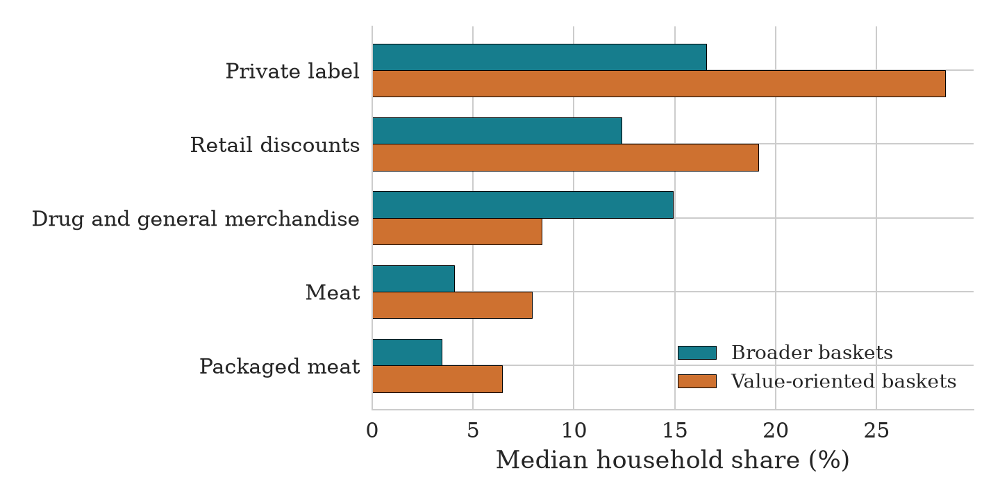 Private label
Retail discounts
Drug and general merchandise
Meat
Packaged meat
Broader baskets
Value-oriented baskets
0 5 10 15 20 25
Median household share (%)